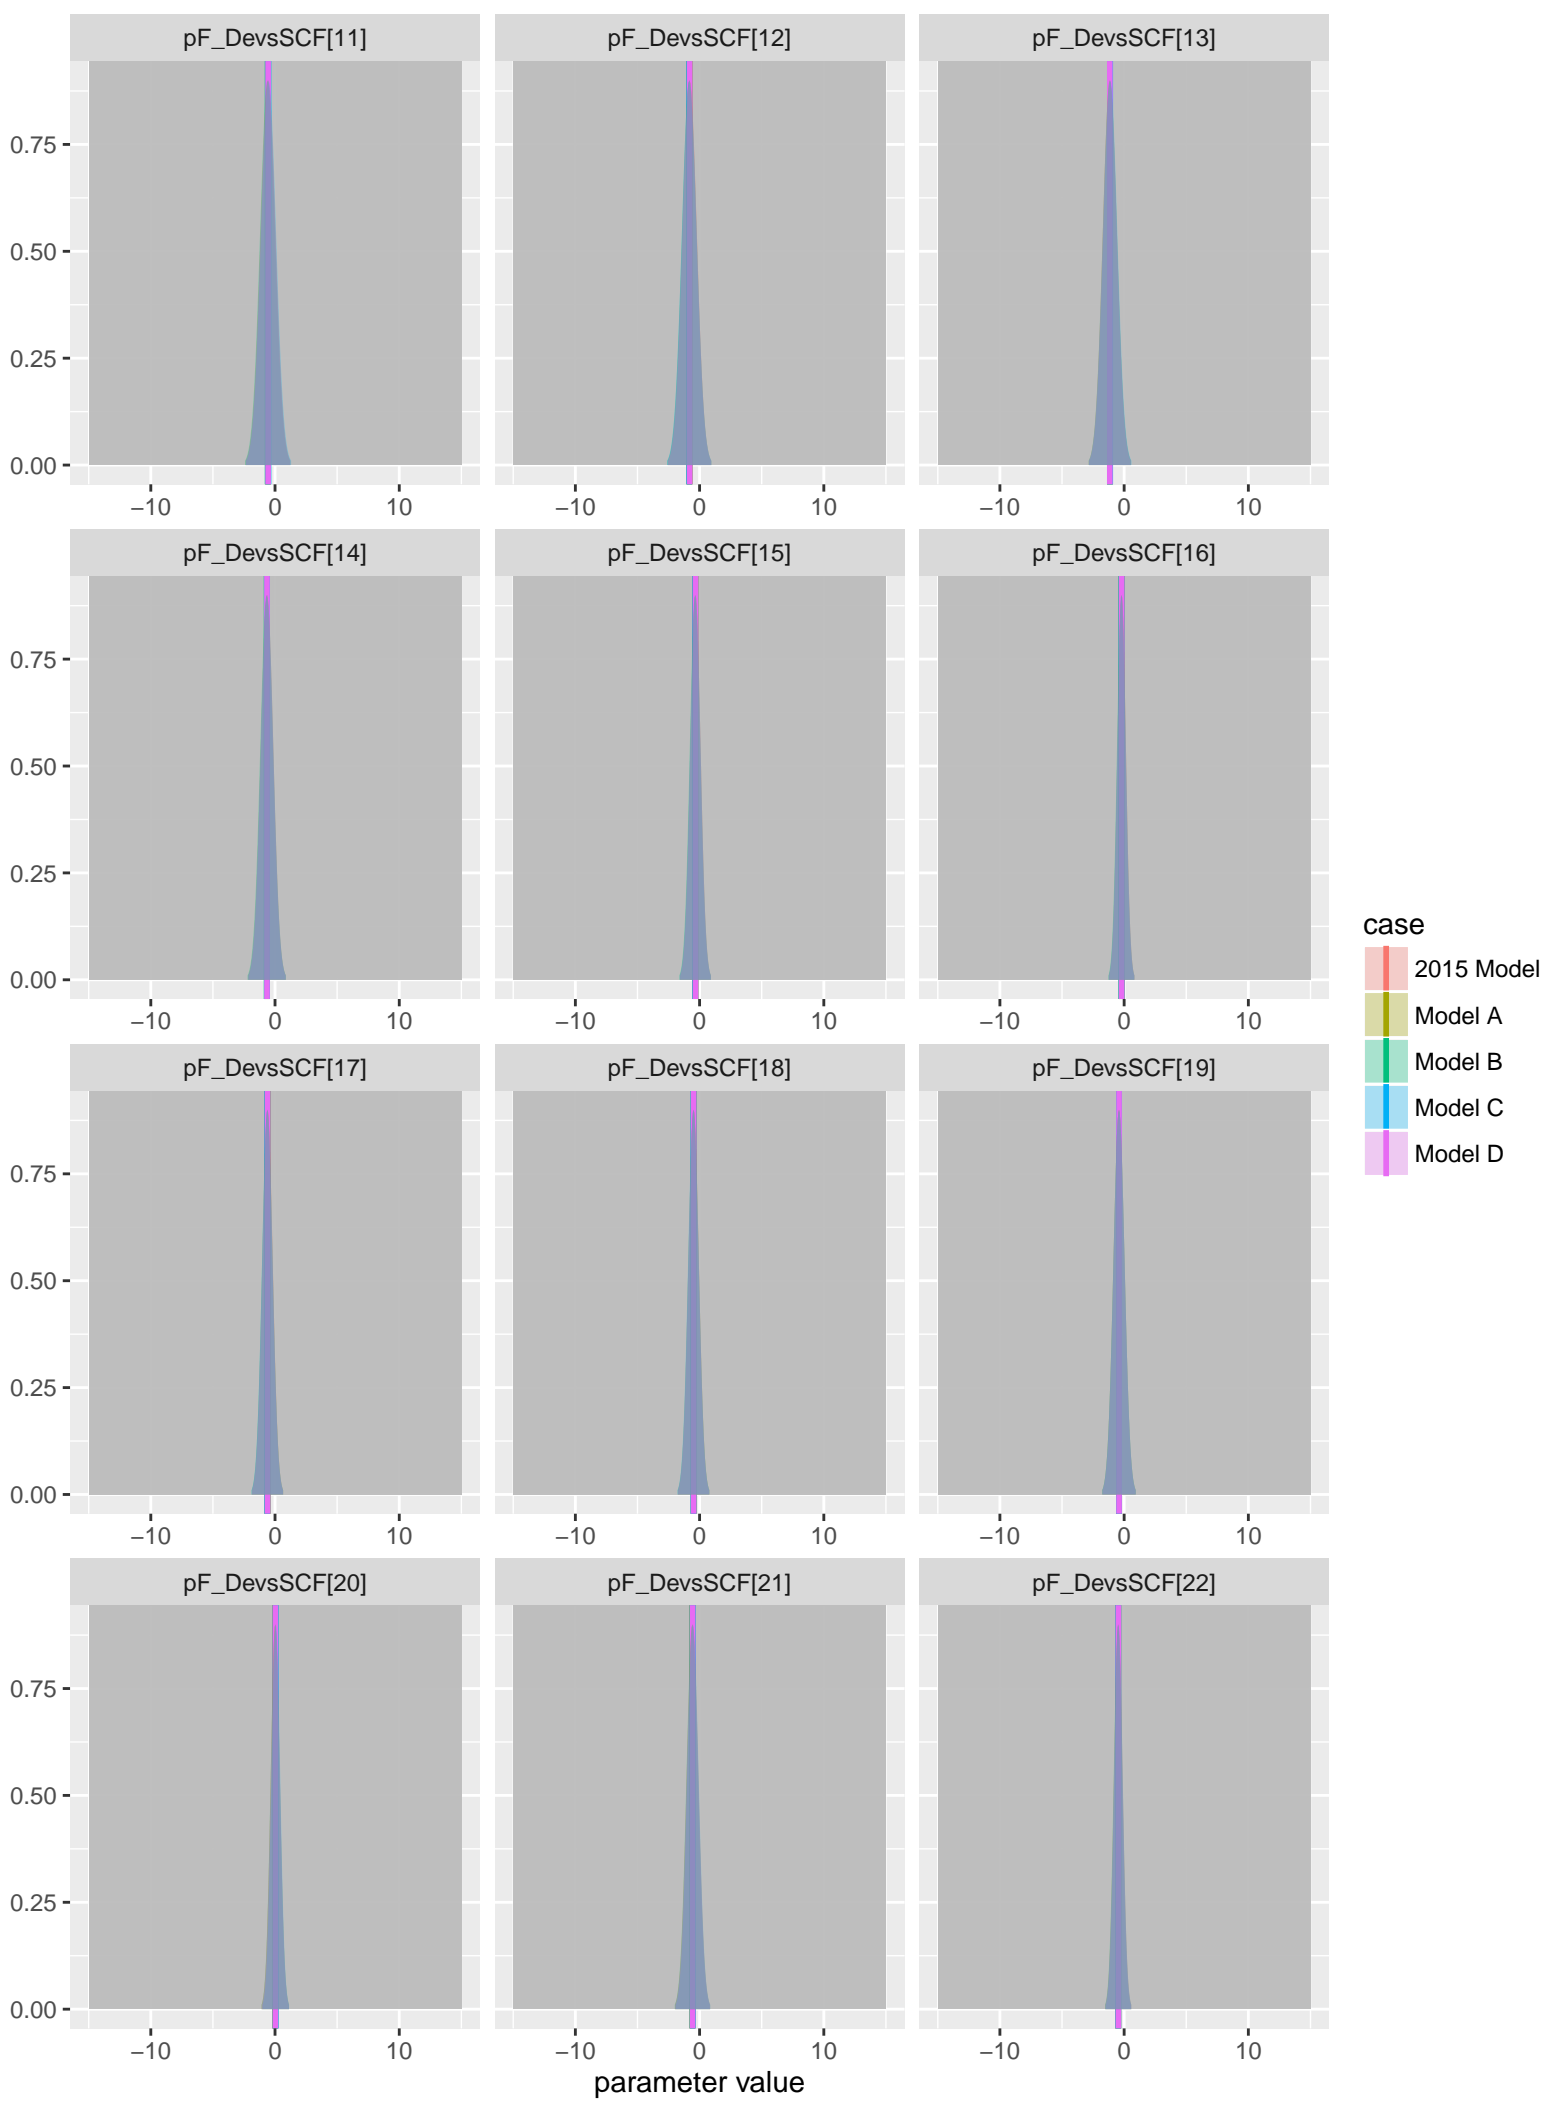 pF_DevsSCF[11] pF_DevsSCF[12] pF_DevsSCF[13]
0.75
0.50
0.25
0.00
−10 0 10 −10 0 10 −10 0 10
pF_DevsSCF[14] pF_DevsSCF[15] pF_DevsSCF[16]
0.75
0.50
0.25
0.00
−10 0 10 −10 0 10 −10 0 10
pF_DevsSCF[17] pF_DevsSCF[18] pF_DevsSCF[19]
0.75
0.50
0.25
0.00
−10 0 10 −10 0 10 −10 0 10
pF_DevsSCF[20] pF_DevsSCF[21] pF_DevsSCF[22]
0.75
0.50
0.25
0.00
−10 0 10 −10 0 10 −10 0 10
parameter value
case
2015 Model
Model A
Model B
Model C
Model D